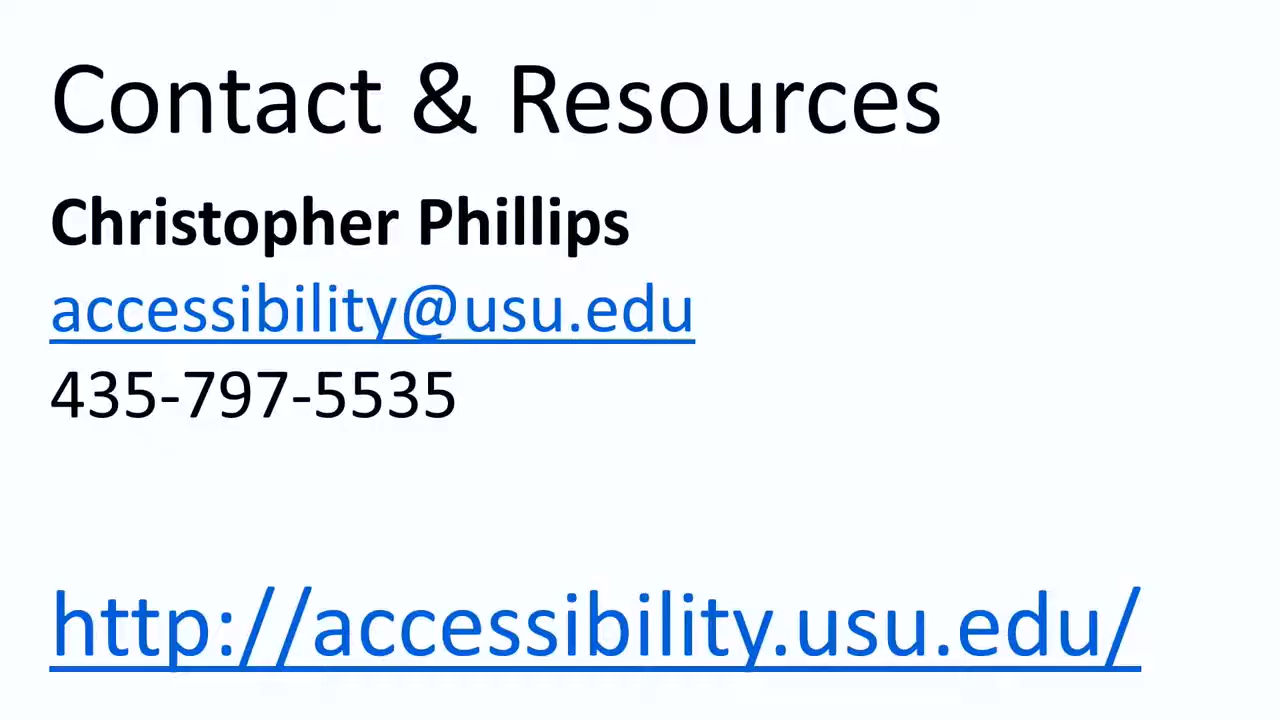 Contact & Resources
Christopher Phillips
accessibility@usu.edu
435-797-5535
http://accessibility.usu.edu/